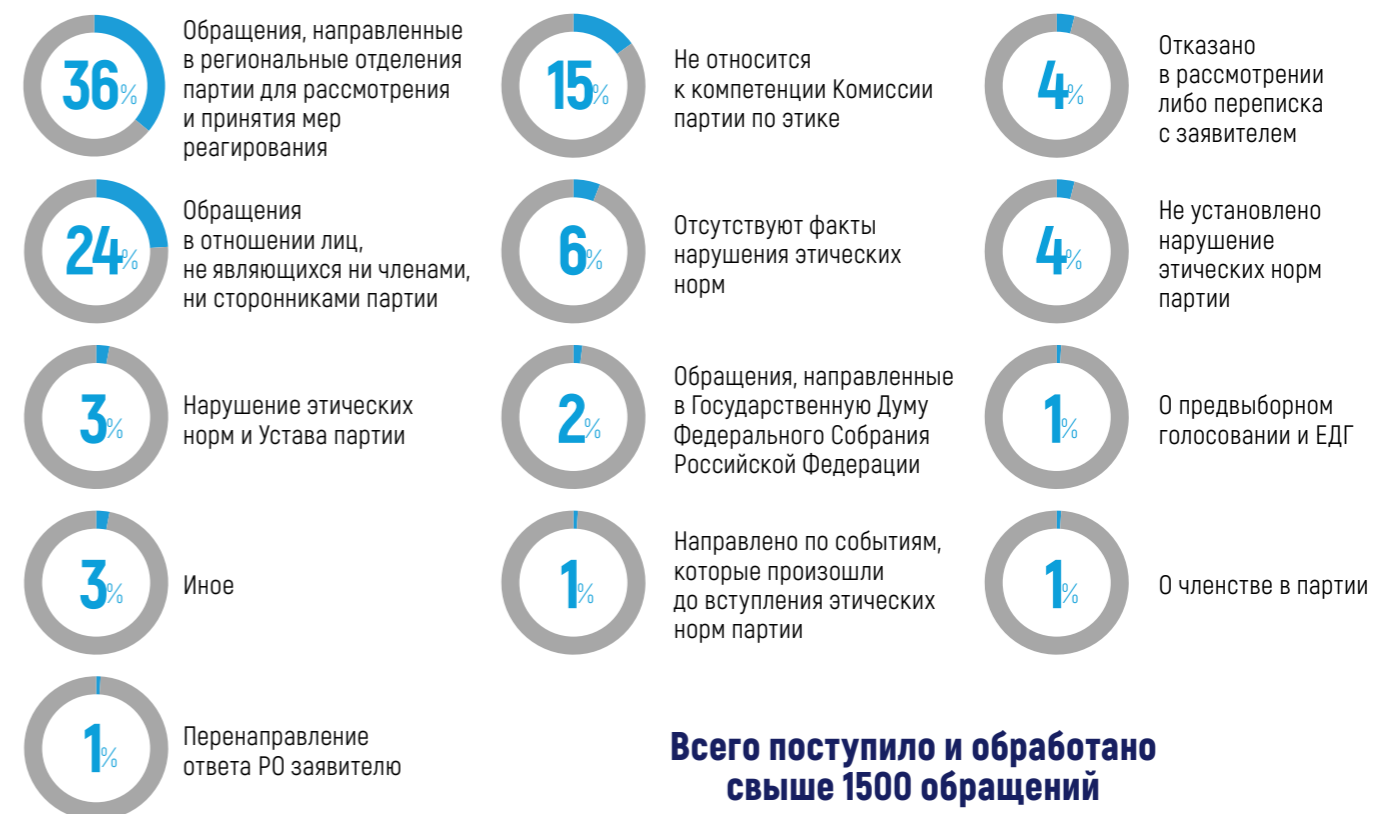 36%
Обращения, направленные
в региональные отделения
партии для рассмотрения
и принятия мер
реагирования
15%
Не относится
к компетенции Комиссии
партии по этике
4%
Отказано
в рассмотрении
либо переписка
с заявителем
24%
Обращения
в отношении лиц,
не являющихся ни членами,
ни сторонниками партии
6%
Отсутствуют факты
нарушения этических
норм
4%
Не установлено
нарушение
этических норм
партии
3%
Нарушение этических
норм и Устава партии
2%
Обращения, направленные
в Государственную Думу
Федерального Собрания
Российской Федерации
1%
О предвыборном
голосовании и ЕДГ
3%
Иное
1%
Направлено по событиям,
которые произошли
до вступления этических
норм партии
1%
О членстве в партии
1%
Перенаправление
ответа РО заявителю
Всего поступило и обработано
свыше 1500 обращений